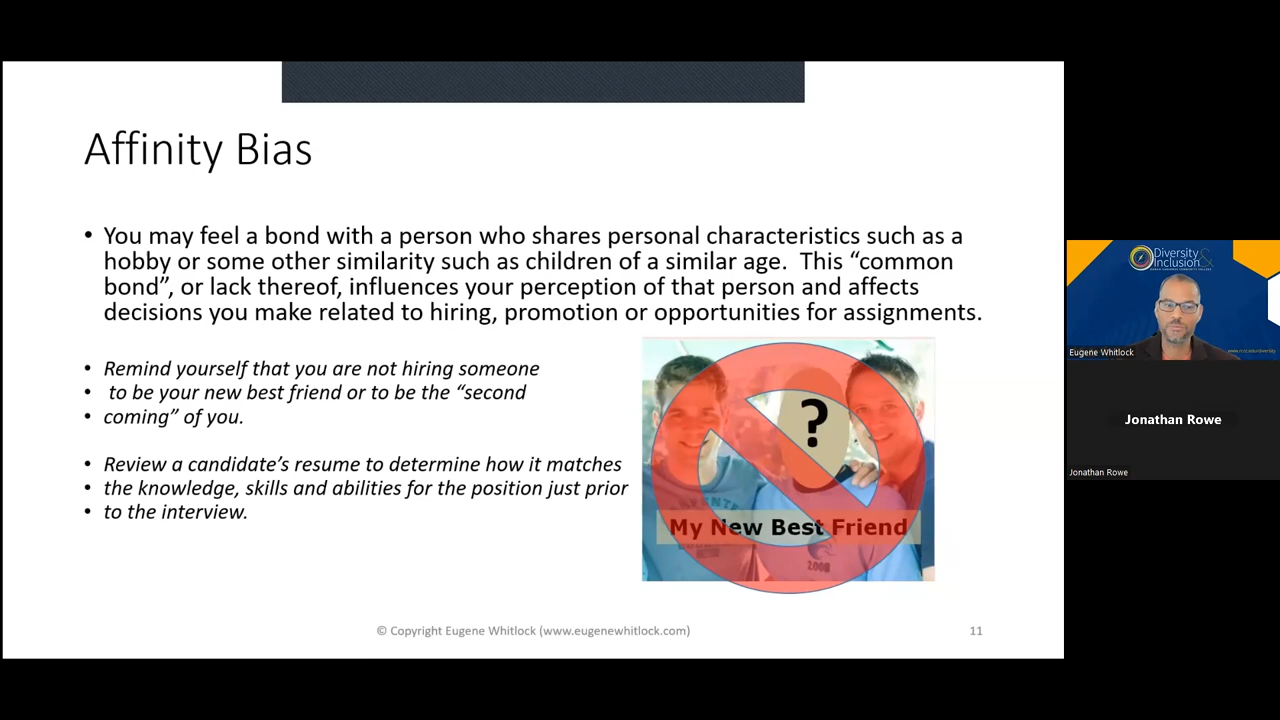 Affinity Bias
• You may feel a bond with a person who shares personal characteristics such as a
hobby or some other similarity such as children of a similar age.  This “common
bond”, or lack thereof, influences your perception of that person and affects
decisions you make related to hiring, promotion or opportunities for assignments.
• Remind yourself that you are not hiring someone
• to be your new best friend or to be the “second
• coming” of you.
• Review a candidate’s resume to determine how it matches
• the knowledge, skills and abilities for the position just prior
• to the interview.
?
My New Best Friend
2008
© Copyright Eugene Whitlock (www.eugenewhitlock.com)
11
Diversity &
Inclusion
Eugene Whitlock
Jonathan Rowe
Jonathan Rowe